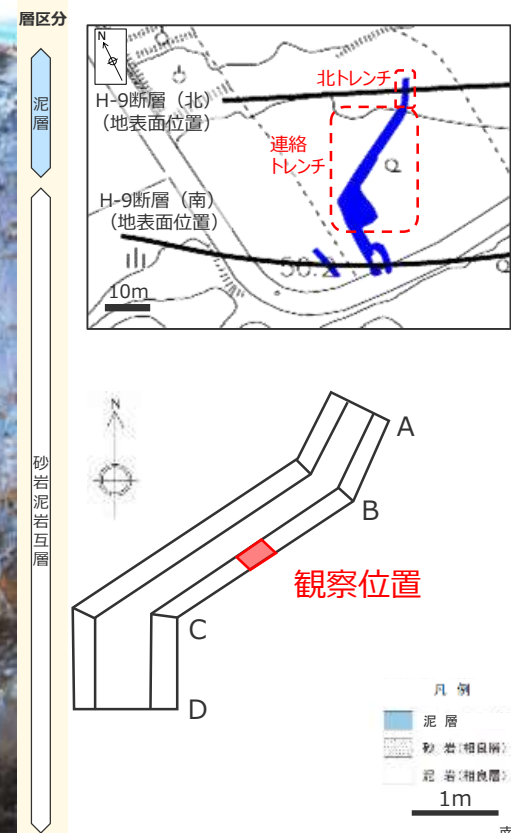 層区分
泥層
砂岩泥岩互層
N
H-9断層（北）
（地表面位置）
北トレンチ
連絡
トレンチ
H-9断層（南）
（地表面位置）
Q
Q
10m
N
A
B
観察位置
C
D
凡 例
泥 層
砂 岩(相良層)
泥 岩(相良層)
1m
南